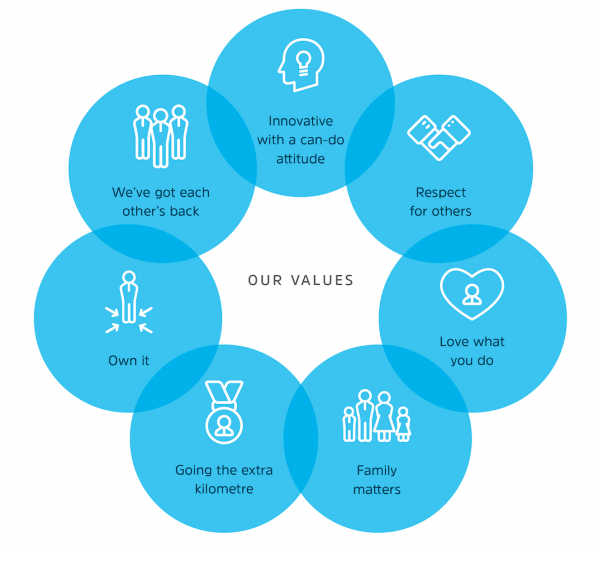 Innovative
with a can-do
attitude
Respect
for others
Love what
you do
Family
matters
Going the extra
kilometre
Own it
We've got each
other's back
OUR VALUES